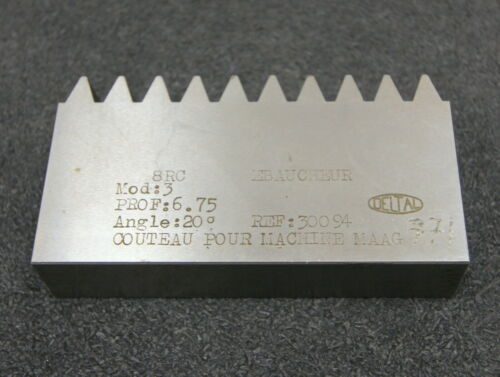 8RC EBAUCHEUR
Mod:3
PROF:6.75 DELTAL
Angle:20° REF:30094
COUTEAU POUR MACHINE MAAG